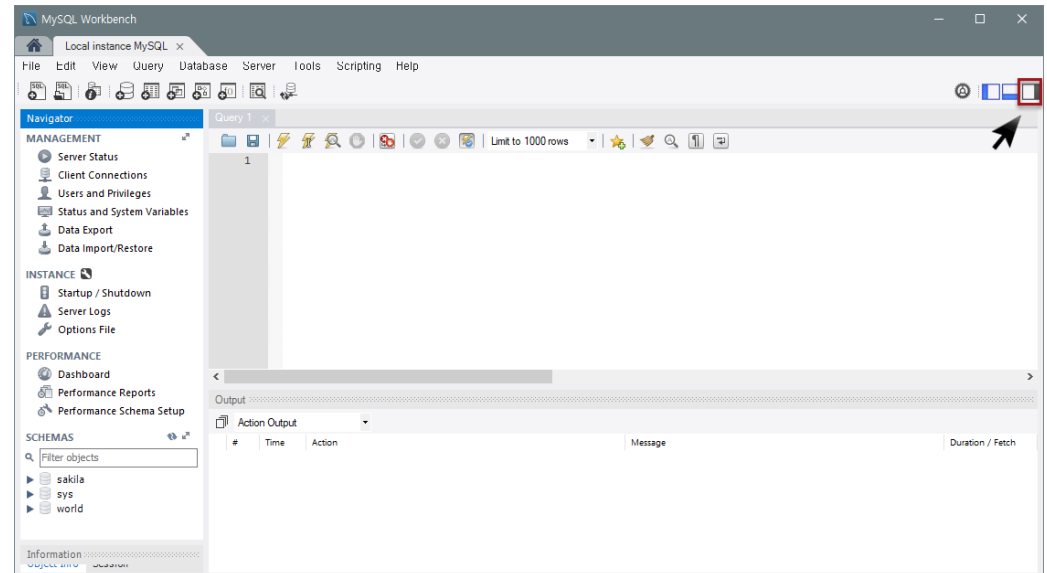 MySQL Workbench
Local instance MySQL
File Edit View Query Database Server Tools Scripting Help
Navigator
Query 1
MANAGEMENT
Limit to 1000 rows
Server Status
1
Client Connections
Users and Privileges
Status and System Variables
Data Export
Data Import/Restore
INSTANCE
Startup / Shutdown
Server Logs
Options File
PERFORMANCE
Dashboard
Performance Reports
Performance Schema Setup
Output
Action Output
SCHEMAS
# Time Action Message Duration / Fetch
Filter objects
sakila
sys
world
Information
Object Info Session